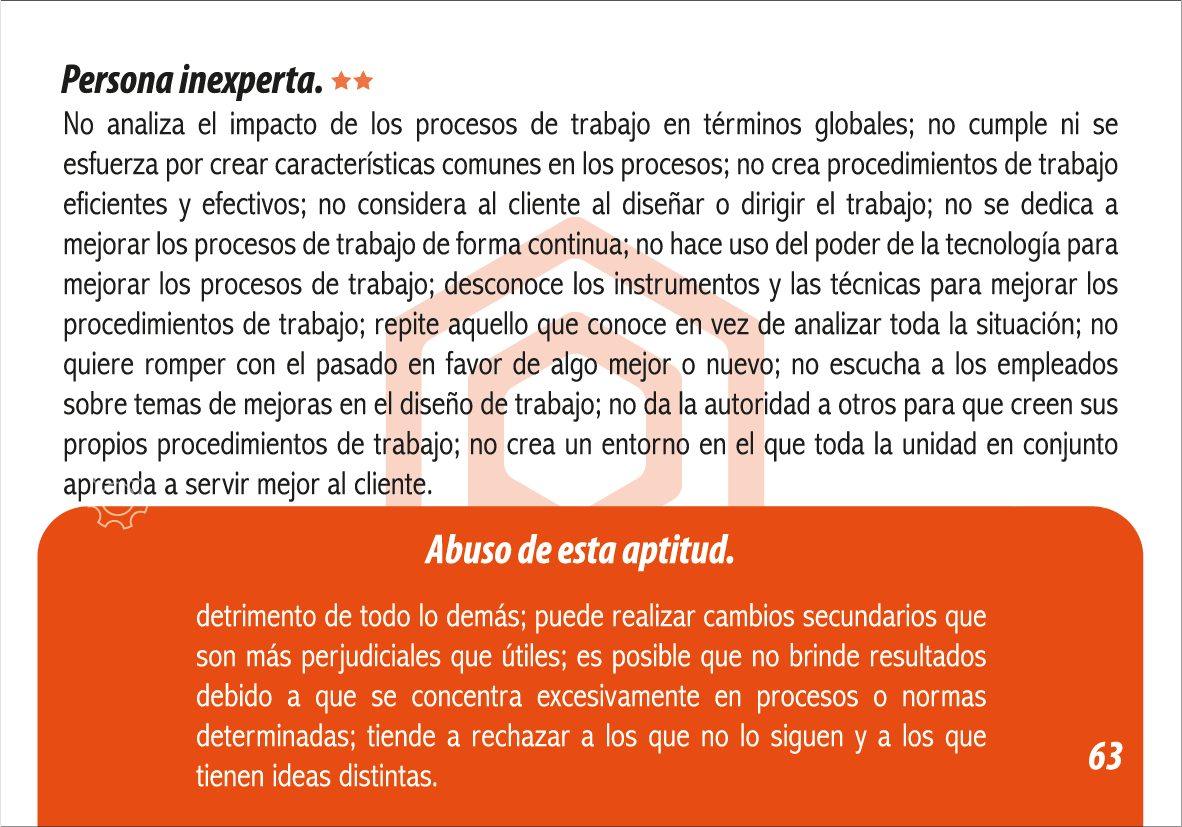 Persona inexperta.
No analiza el impacto de los procesos de trabajo en términos globales; no cumple ni se
esfuerza por crear características comunes en los procesos; no crea procedimientos de trabajo
eficientes y efectivos; no considera al cliente al diseñar o dirigir el trabajo; no se dedica a
mejorar los procesos de trabajo de forma continua; no hace uso del poder de la tecnología para
mejorar los procesos de trabajo; desconoce los instrumentos y las técnicas para mejorar los
procedimientos de trabajo; repite aquello que conoce en vez de analizar toda la situación; no
quiere romper con el pasado en favor de algo mejor o nuevo; no escucha a los empleados
sobre temas de mejoras en el diseño de trabajo; no da la autoridad a otros para que creen sus
propios procedimientos de trabajo; no crea un entorno en el que toda la unidad en conjunto
aprenda a servir mejor al cliente.
Abuso de esta aptitud.
detrimento de todo lo demás; puede realizar cambios secundarios que
son más perjudiciales que útiles; es posible que no brinde resultados
debido a que se concentra excesivamente en procesos o normas
determinadas; tiende a rechazar a los que no lo siguen y a los que
tienen ideas distintas.
63